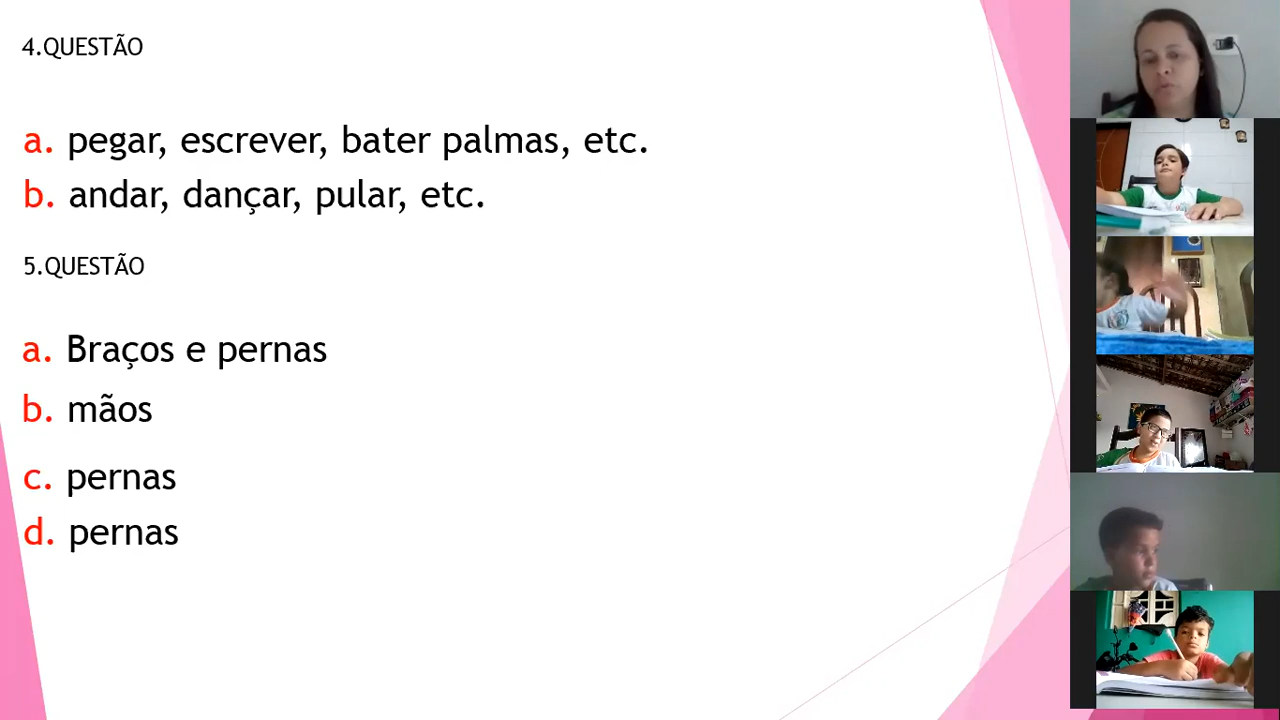 4.QUESTÃO
a. pegar, escrever, bater palmas, etc.
b. andar, dançar, pular, etc.
5.QUESTÃO
a. Braços e pernas
b. mãos
c. pernas
d. pernas